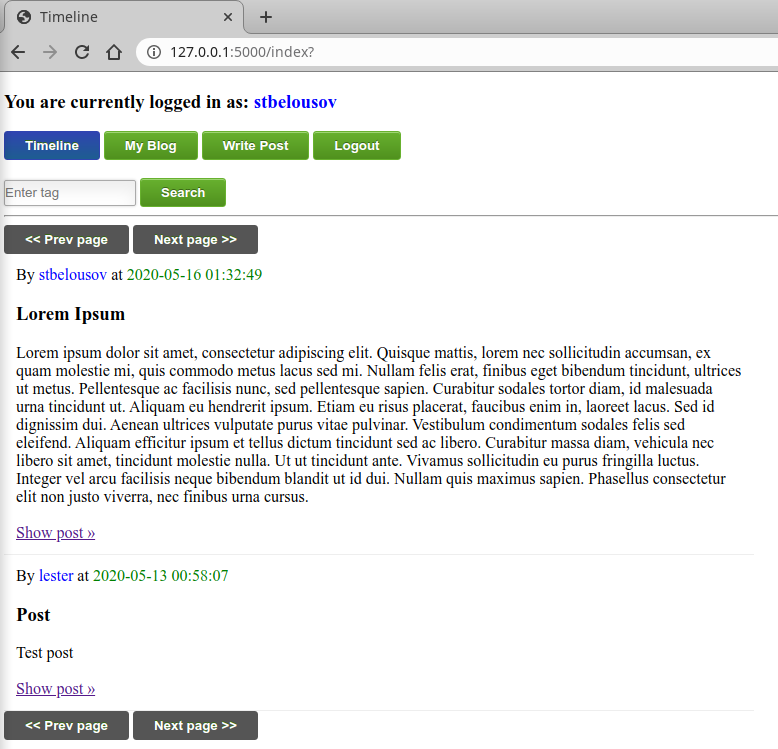 Timeline
127.0.0.1:5000/index?
You are currently logged in as: stbelousov
Timeline My Blog Write Post Logout
Enter tag Search
<< Prev page Next page >>
By stbelousov at 2020-05-16 01:32:49
Lorem Ipsum
Lorem ipsum dolor sit amet, consectetur adipiscing elit. Quisque mattis, lorem nec sollicitudin accumsan, ex
quam molestie mi, quis commodo metus lacus sed mi. Nullam felis erat, finibus eget bibendum tincidunt, ultrices
ut metus. Pellentesque ac facilisis nunc, sed pellentesque sapien. Curabitur sodales tortor diam, id malesuada
urna tincidunt ut. Aliquam eu hendrerit ipsum. Etiam eu risus placerat, faucibus enim in, laoreet lacus. Sed id
dignissim dui. Aenean ultrices vulputate purus vitae pulvinar. Vestibulum condimentum sodales felis sed
eleifend. Aliquam efficitur ipsum et tellus dictum tincidunt sed ac libero. Curabitur massa diam, vehicula nec
libero sit amet, tincidunt molestie nulla. Ut ut tincidunt ante. Vivamus sollicitudin eu purus fringilla luctus.
Integer vel arcu facilisis neque bibendum blandit ut id dui. Nullam quis maximus sapien. Phasellus consectetur
elit non justo viverra, nec finibus urna cursus.
Show post »
By lester at 2020-05-13 00:58:07
Post
Test post
Show post »
<< Prev page Next page >>